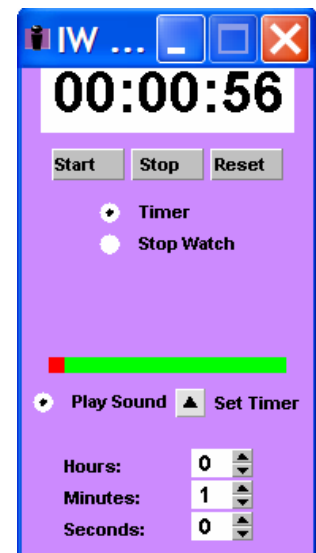 IW ...
00:00:56
Start Stop Reset
Timer
Stop Watch
Play Sound Set Timer
Hours: 0
Minutes: 1
Seconds: 0